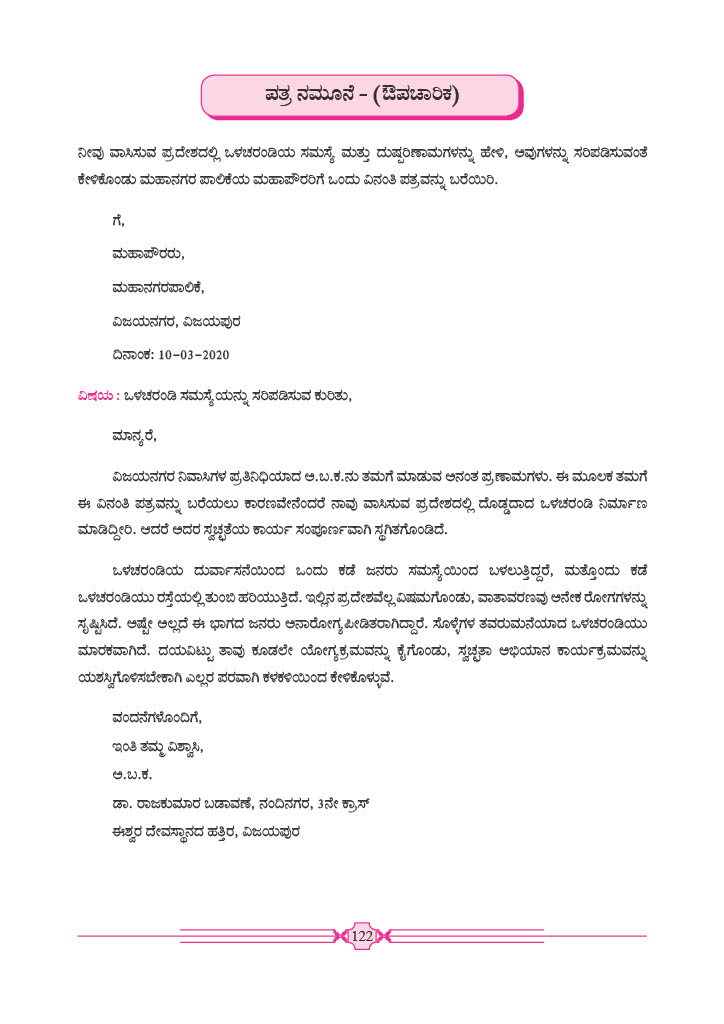 ಪತ್ರ ನಮೂನೆ - (ಔಪಚಾರಿಕ)
ನೀವು ವಾಸಿಸುವ ಪ್ರದೇಶದಲ್ಲಿ ಒಳಚರಂಡಿಯ ಸಮಸ್ಯೆ ಮತ್ತು ದುಷ್ಪರಿಣಾಮಗಳನ್ನು ಹೇಳಿ, ಅವುಗಳನ್ನು ಸರಿಪಡಿಸುವಂತೆ
ಕೇಳಿಕೊಂಡು ಮಹಾನಗರ ಪಾಲಿಕೆಯ ಮಹಾಪೌರರಿಗೆ ಒಂದು ವಿನಂತಿ ಪತ್ರವನ್ನು ಬರೆಯಿರಿ.
ಗೆ,
ಮಹಾಪೌರರು,
ಮಹಾನಗರಪಾಲಿಕೆ,
ವಿಜಯನಗರ, ವಿಜಯಪುರ
ದಿನಾಂಕ: 10-03-2020
ವಿಷಯ : ಒಳಚರಂಡಿ ಸಮಸ್ಯೆಯನ್ನು ಸರಿಪಡಿಸುವ ಕುರಿತು,
ಮಾನ್ಯರೆ,
ವಿಜಯನಗರ ನಿವಾಸಿಗಳ ಪ್ರತಿನಿಧಿಯಾದ ಅ.ಬ.ಕ.ನು ತಮಗೆ ಮಾಡುವ ಅನಂತ ಪ್ರಣಾಮಗಳು. ಈ ಮೂಲಕ ತಮಗೆ
ಈ ವಿನಂತಿ ಪತ್ರವನ್ನು ಬರೆಯಲು ಕಾರಣವೇನೆಂದರೆ ನಾವು ವಾಸಿಸುವ ಪ್ರದೇಶದಲ್ಲಿ ದೊಡ್ಡದಾದ ಒಳಚರಂಡಿ ನಿರ್ಮಾಣ
ಮಾಡಿದ್ದೀರಿ. ಆದರೆ ಅದರ ಸ್ವಚ್ಛತೆಯ ಕಾರ್ಯ ಸಂಪೂರ್ಣವಾಗಿ ಸ್ಥಗಿತಗೊಂಡಿದೆ.
ಒಳಚರಂಡಿಯ ದುರ್ವಾಸನೆಯಿಂದ ಒಂದು ಕಡೆ ಜನರು ಸಮಸ್ಯೆಯಿಂದ ಬಳಲುತ್ತಿದ್ದರೆ, ಮತ್ತೊಂದು ಕಡೆ
ಒಳಚರಂಡಿಯು ರಸ್ತೆಯಲ್ಲಿ ತುಂಬಿ ಹರಿಯುತ್ತಿದೆ. ಇಲ್ಲಿನ ಪ್ರದೇಶವೆಲ್ಲ ವಿಷಮಗೊಂಡು, ವಾತಾವರಣವು ಅನೇಕ ರೋಗಗಳನ್ನು
ಸೃಷ್ಟಿಸಿದೆ. ಅಷ್ಟೇ ಅಲ್ಲದೆ ಈ ಭಾಗದ ಜನರು ಅನಾರೋಗ್ಯಪೀಡಿತರಾಗಿದ್ದಾರೆ. ಸೊಳ್ಳೆಗಳ ತವರುಮನೆಯಾದ ಒಳಚರಂಡಿಯು
ಮಾರಕವಾಗಿದೆ. ದಯವಿಟ್ಟು ತಾವು ಕೂಡಲೇ ಯೋಗ್ಯಕ್ರಮವನ್ನು ಕೈಗೊಂಡು, ಸ್ವಚ್ಛತಾ ಅಭಿಯಾನ ಕಾರ್ಯಕ್ರಮವನ್ನು
ಯಶಸ್ವಿಗೊಳಿಸಬೇಕಾಗಿ ಎಲ್ಲರ ಪರವಾಗಿ ಕಳಕಳಿಯಿಂದ ಕೇಳಿಕೊಳ್ಳುವೆ.
ವಂದನೆಗಳೊಂದಿಗೆ,
ಇಂತಿ ತಮ್ಮ ವಿಶ್ವಾಸಿ,
ಅ.ಬ.ಕ.
ಡಾ. ರಾಜಕುಮಾರ ಬಡಾವಣೆ, ನಂದಿನಗರ, 3ನೇ ಕ್ರಾಸ್
ಈಶ್ವರ ದೇವಸ್ಥಾನದ ಹತ್ತಿರ, ವಿಜಯಪುರ
122